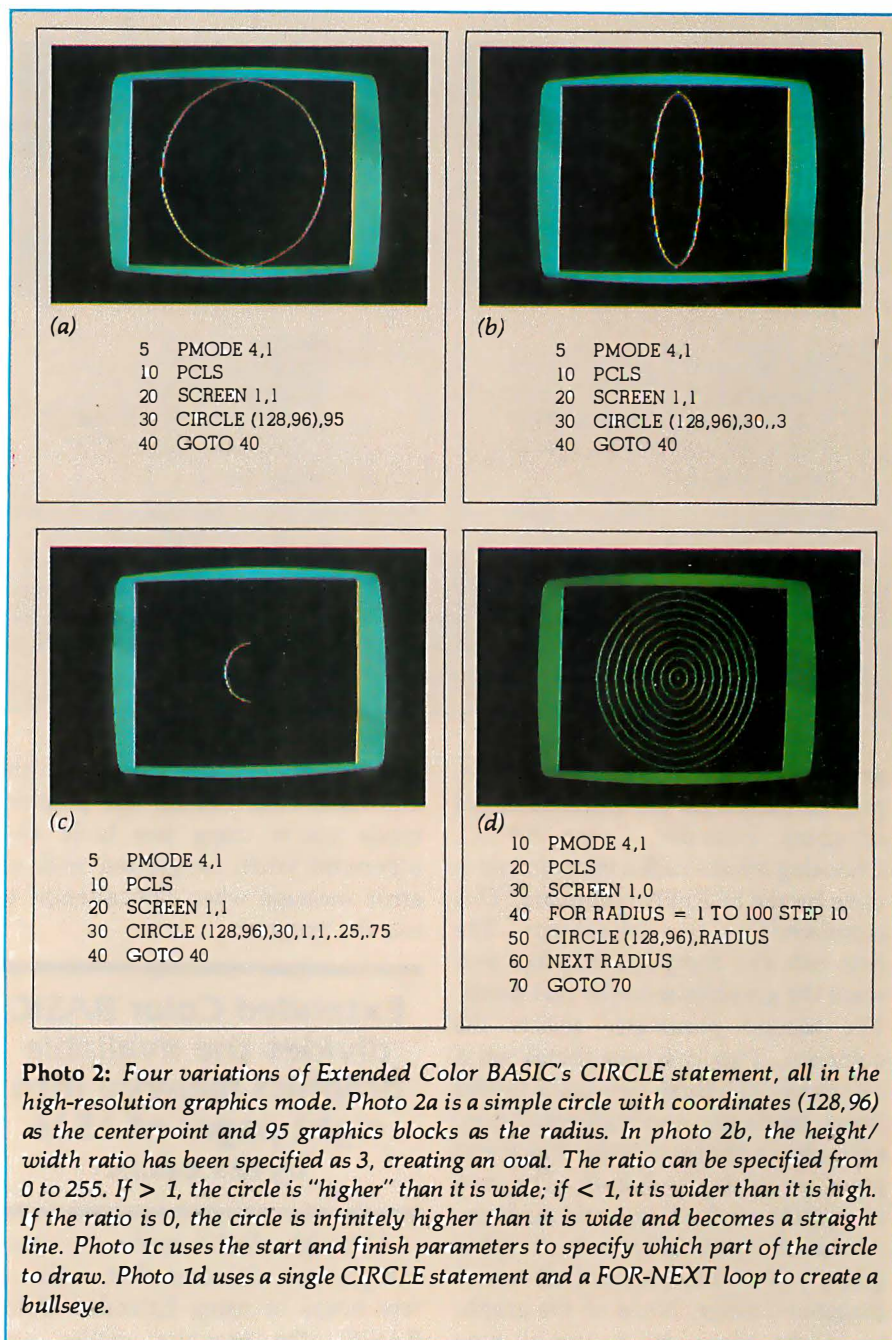 (a)
5 PMODE 4,1
10 PCLS
20 SCREEN 1,1
30 CIRCLE (128,96),95
40 GOTO 40
(b)
5 PMODE 4,1
10 PCLS
20 SCREEN 1,1
30 CIRCLE (128,96),30,,3
40 GOTO 40
(c)
5 PMODE 4,1
10 PCLS
20 SCREEN 1,1
30 CIRCLE (128,96),30,1,1,.25,.75
40 GOTO 40
(d)
10 PMODE 4,1
20 PCLS
30 SCREEN 1,0
40 FOR RADIUS = 1 TO 100 STEP 10
50 CIRCLE (128,96),RADIUS
60 NEXT RADIUS
70 GOTO 70
Photo 2: Four variations of Extended Color BASIC's CIRCLE statement, all in the
high-resolution graphics mode. Photo 2a is a simple circle with coordinates (128,96)
as the centerpoint and 95 graphics blocks as the radius. In photo 2b, the height/
width ratio has been specified as 3, creating an oval. The ratio can be specified from
0 to 255. If > 1, the circle is "higher" than it is wide; if < 1, it is wider than it is high.
If the ratio is 0, the circle is infinitely higher than it is wide and becomes a straight
line. Photo 1c uses the start and finish parameters to specify which part of the circle
to draw. Photo 1d uses a single CIRCLE statement and a FOR-NEXT loop to create a
bullseye.